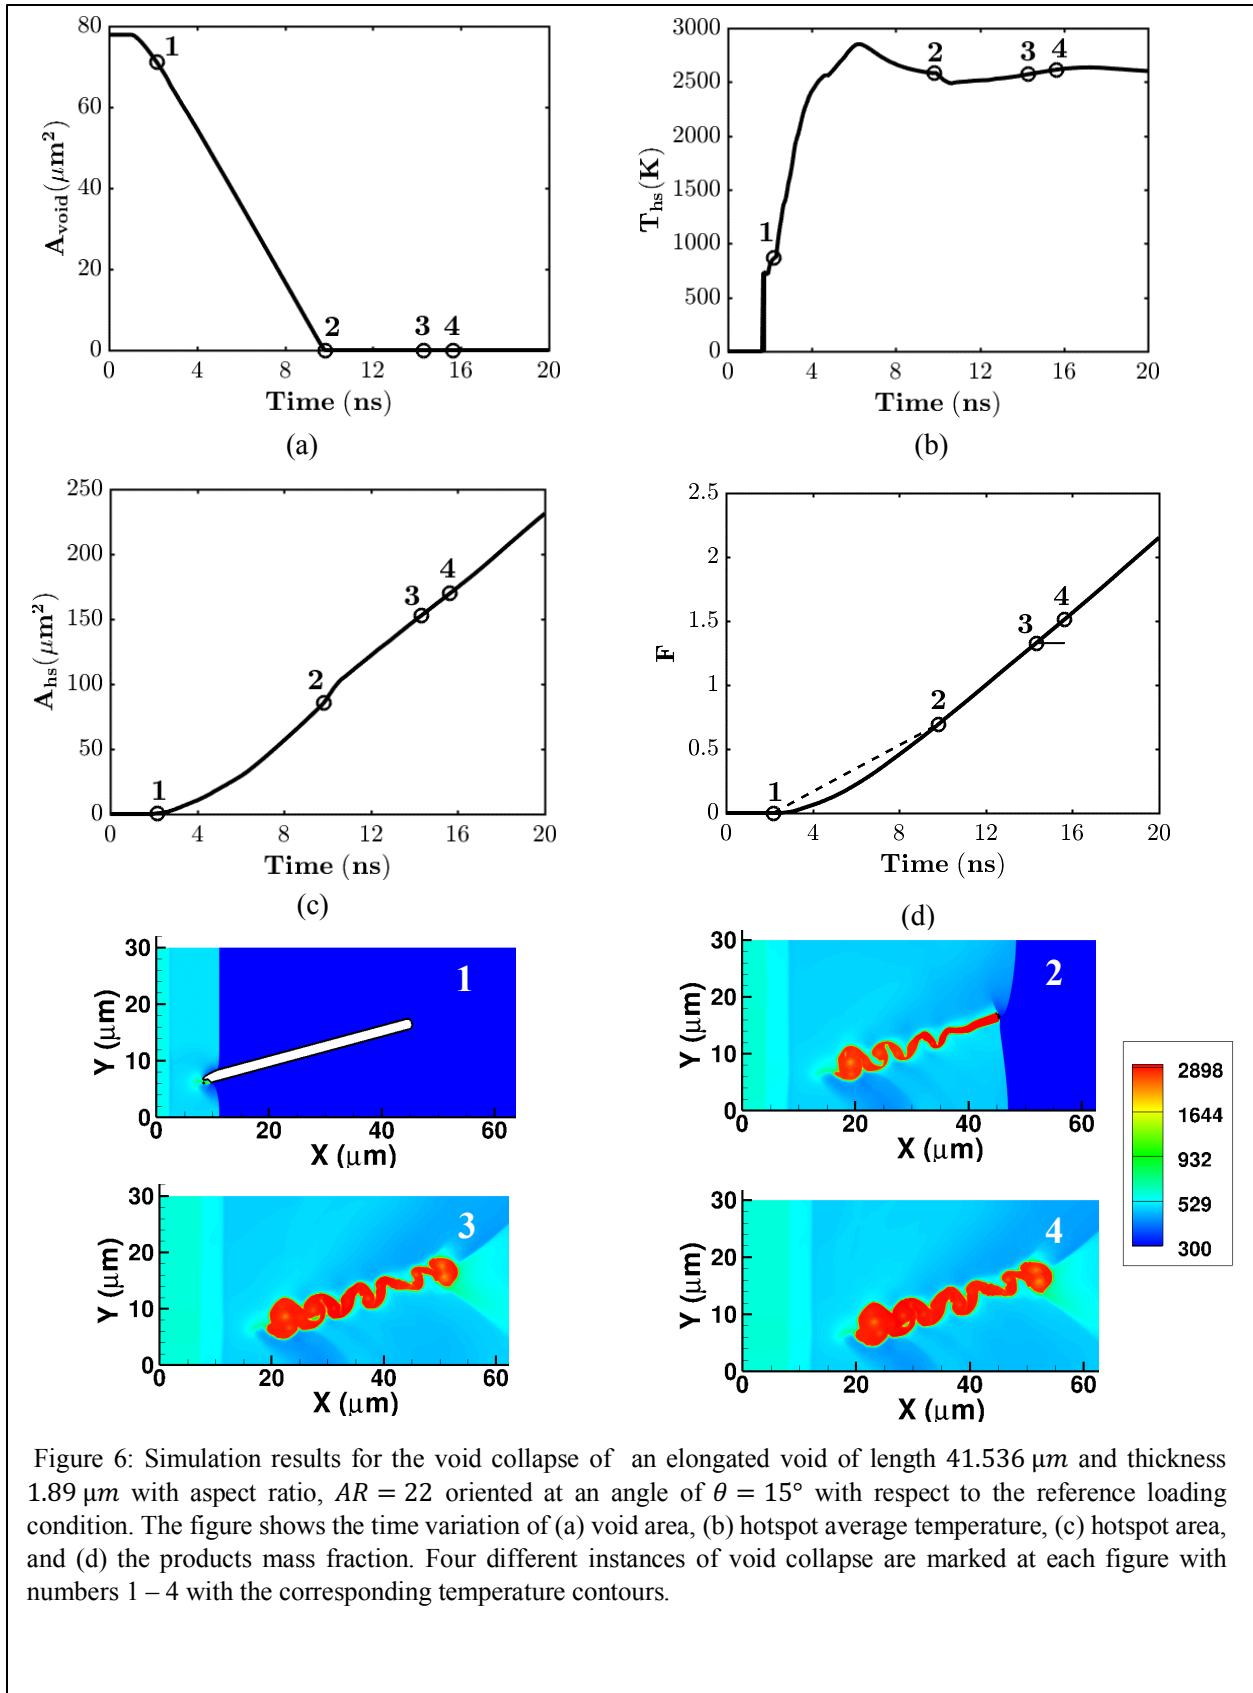 80
60
40
20
0
0 4 8 12 16 20
A_void(μm²)
Time (ns)
1
2
3
4
(a)
3000
2500
2000
1500
1000
500
0
0 4 8 12 16 20
T_hs(K)
Time (ns)
1
2
3
4
(b)
250
200
150
100
50
0
0 4 8 12 16 20
A_hs(μm²)
Time (ns)
1
2
3
4
(c)
2.5
2
1.5
1
0.5
0
0 4 8 12 16 20
F
Time (ns)
1
2
3
4
(d)
30
20
10
0
0 20 40 60
Y (μm)
X (μm)
1
30
20
10
0
0 20 40 60
Y (μm)
X (μm)
2
30
20
10
0
0 20 40 60
Y (μm)
X (μm)
3
30
20
10
0
0 20 40 60
Y (μm)
X (μm)
4
2898
1644
932
529
300
Figure 6: Simulation results for the void collapse of an elongated void of length 41.536 μm and thickness
1.89 μm with aspect ratio, AR = 22 oriented at an angle of θ = 15° with respect to the reference loading
condition. The figure shows the time variation of (a) void area, (b) hotspot average temperature, (c) hotspot area,
and (d) the products mass fraction. Four different instances of void collapse are marked at each figure with
numbers 1 – 4 with the corresponding temperature contours.